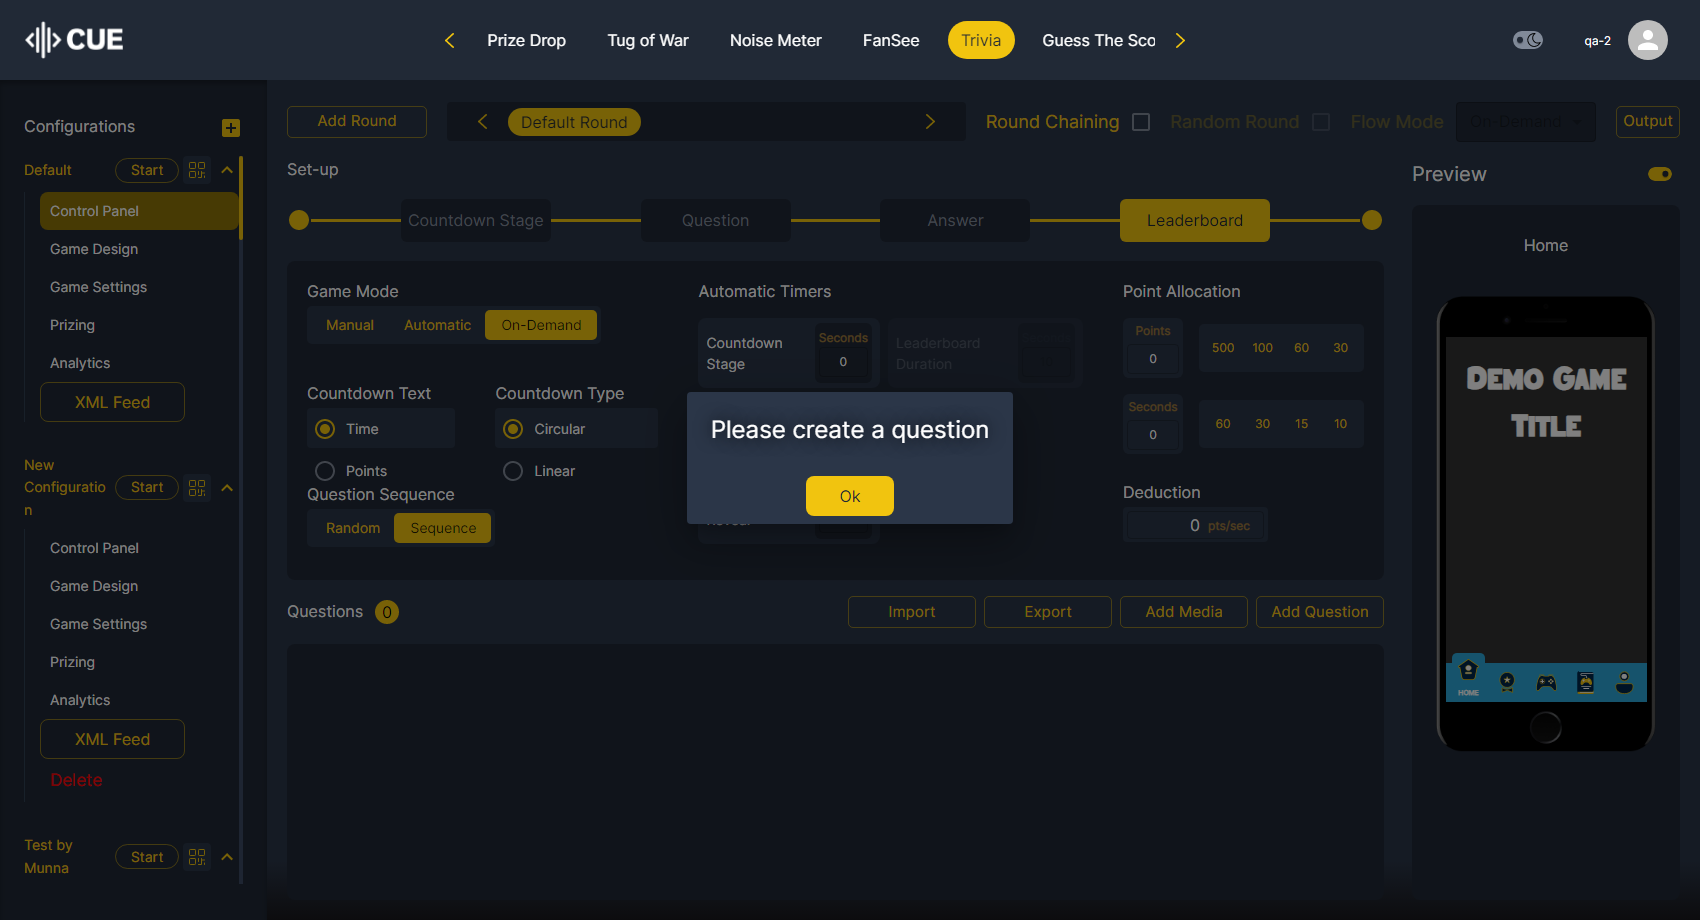 CUE
Prize Drop
Tug of War
Noise Meter
FanSee
Trivia
Guess The Sco
qa-2
Configurations
Default
Start
Control Panel
Game Design
Game Settings
Prizing
Analytics
XML Feed
New
Configuratio
n
Start
Control Panel
Game Design
Game Settings
Prizing
Analytics
XML Feed
Delete
Test by
Munna
Start
Add Round
Default Round
Round Chaining
Random Round
Flow Mode
On-Demand
Output
Set-up
Countdown Stage
Question
Answer
Leaderboard
Game Mode
Manual
Automatic
On-Demand
Countdown Text
Time
Points
Countdown Type
Circular
Linear
Question Sequence
Random
Sequence
Automatic Timers
Countdown
Stage
Seconds
0
Leaderboard
Duration
Please create a question
Ok
Point Allocation
Points
0
500
100
60
30
Seconds
0
60
30
15
10
Deduction
0 pts/sec
Questions 0
Import
Export
Add Media
Add Question
Preview
Home
Demo Game
Title
HOME